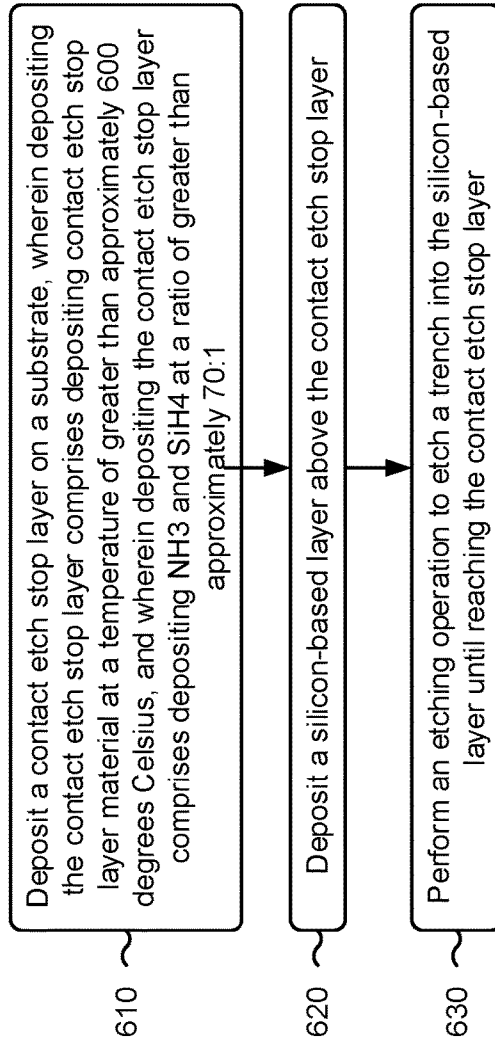 Deposit a contact etch stop layer on a substrate, wherein depositing
the contact etch stop layer comprises depositing contact etch stop
layer material at a temperature of greater than approximately 600
degrees Celsius, and wherein depositing the contact etch stop layer
comprises depositing NH3 and SiH4 at a ratio of greater than
approximately 70:1
610
Deposit a silicon-based layer above the contact etch stop layer
620
Perform an etching operation to etch a trench into the silicon-based
layer until reaching the contact etch stop layer
630